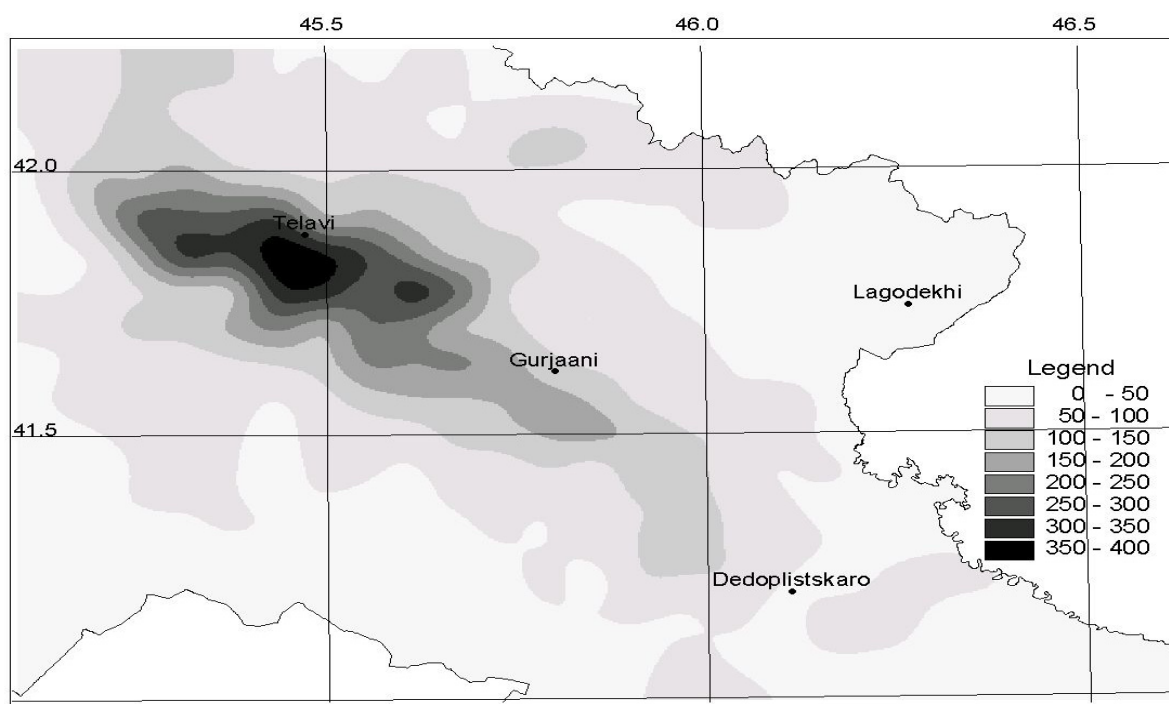 45.5 46.0 46.5
42.0
Telavi
Lagodekhi
Gurjaani
Legend
0 - 50
50 - 100
41.5
100 - 150
150 - 200
200 - 250
250 - 300
300 - 350
350 - 400
Dedoplistskaro